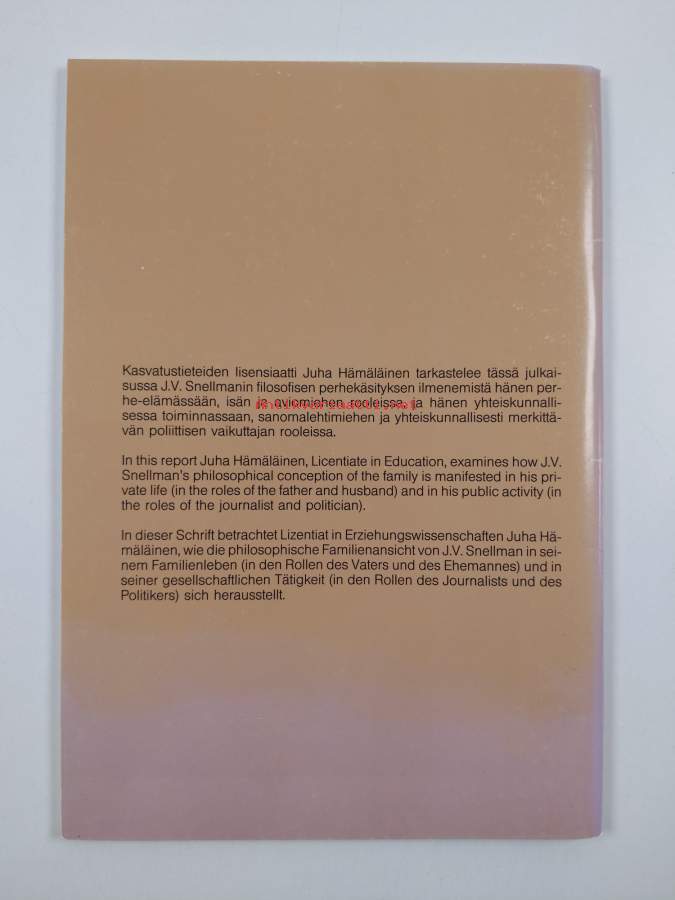 Kasvatustieteiden lisensiaatti Juha Hämäläinen tarkastelee tässä julkai-
sussa J.V. Snellmanin filosofisen perhekäsityksen ilmenemistä hänen per-
he-elämässään, isän ja aviomiehen rooleissa, ja hänen yhteiskunnalli-
Antikvariaatti.net
sessa toiminnassaan, sanomalehtimiehen ja yhteiskunnallisesti merkittä-
vän poliittisen vaikuttajan rooleissa.
In this report Juha Hämäläinen, Licentiate in Education, examines how J.V.
Snellman's philosophical conception of the family is manifested in his pri-
vate life (in the roles of the father and husband) and in his public activity (in
the roles of the journalist and politician).
In dieser Schrift betrachtet Lizentiat in Erziehungswissenschaften Juha Hä-
mäläinen, wie die philosophische Familienansicht von J.V. Snellman in sei-
nem Familienleben (in den Rollen des Vaters und des Ehemannes) und in
seiner gesellschaftlichen Tätigkeit (in den Rollen des Journalists und des
Politikers) sich herausstellt.